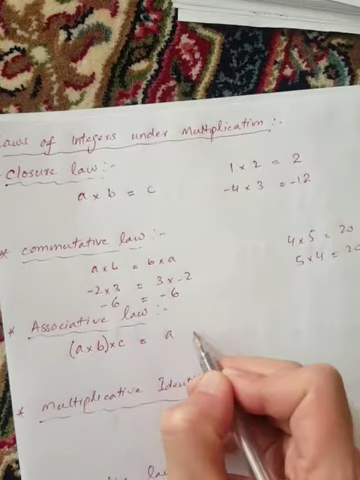 Laws of Integers under Multiplication :-
Closure law :-
a x b = c
1 x 2 = 2
-4 x 3 = -12
* commutative law :-
a x b = b x a
-2 x 3 = 3 x -2
-6 = -6
4 x 5 = 20
5 x 4 = 20
* Associative law :-
(a x b) x c = a
* Multiplicative
law